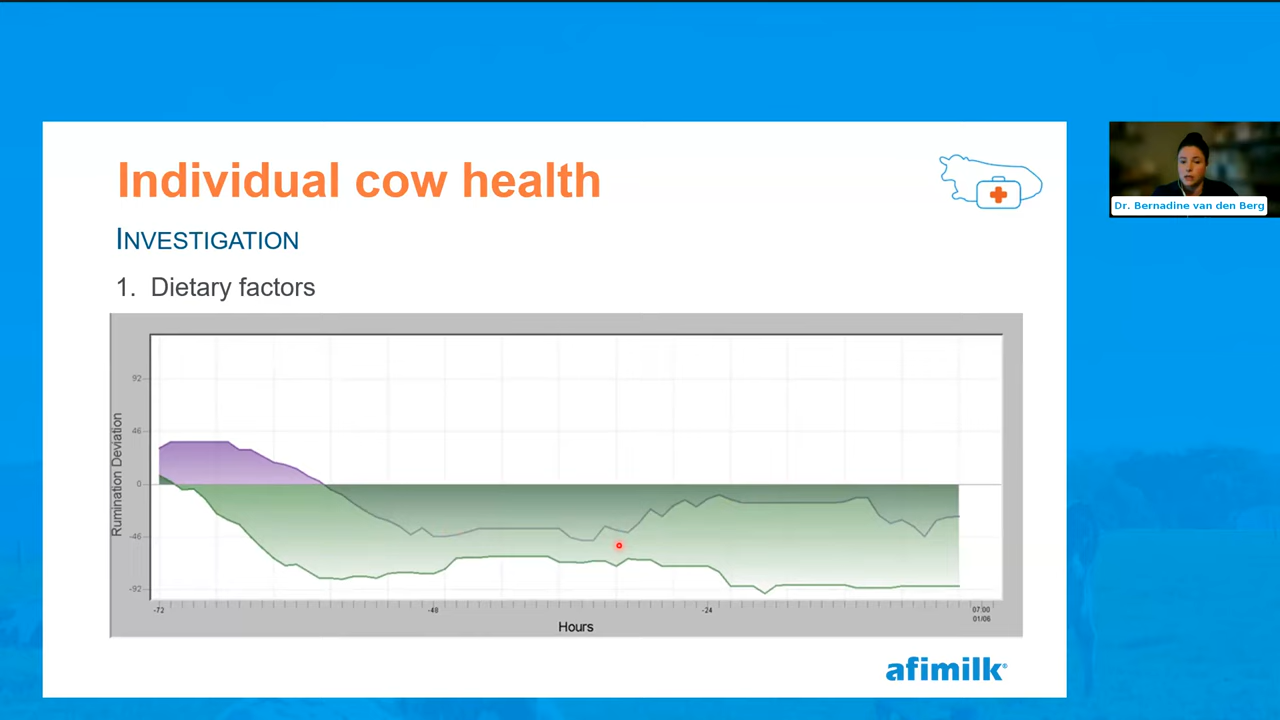 Individual cow health
INVESTIGATION
1. Dietary factors
Rumination Deviation
92
46
0
-46
-92
-72
-48
-24
07:00
01/06
Hours
afimilk
Dr. Bernadine van den Berg